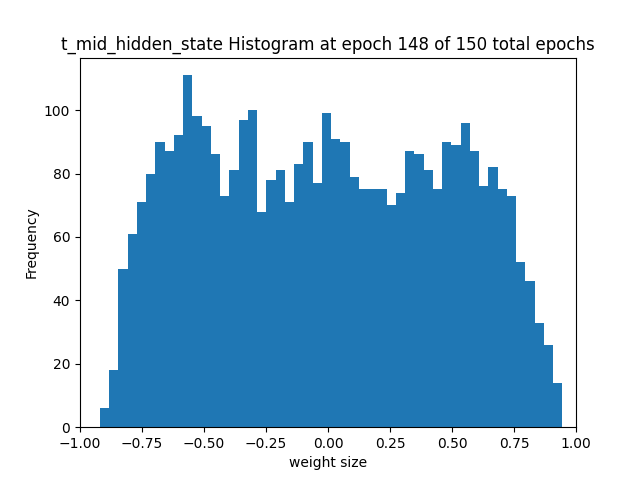 t_mid_hidden_state Histogram at epoch 148 of 150 total epochs
100
80
60
40
20
0
Frequency
−1.00 −0.75 −0.50 −0.25 0.00 0.25 0.50 0.75 1.00
weight size